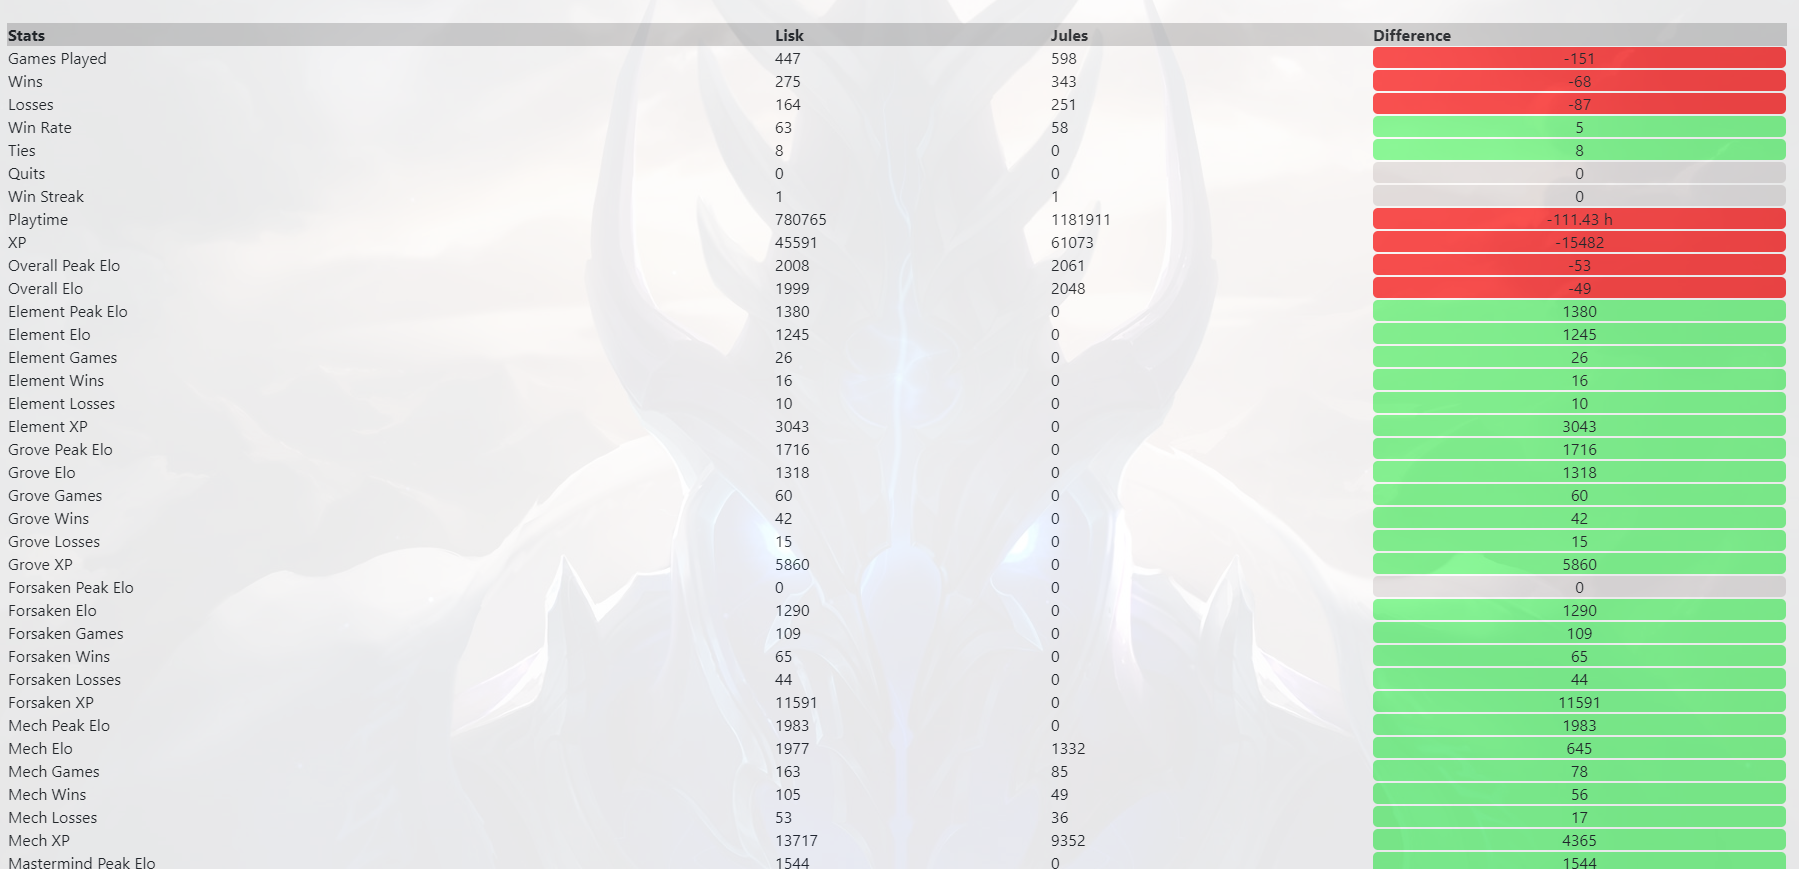 Stats Lisk Jules Difference
Games Played 447 598 -151
Wins 275 343 -68
Losses 164 251 -87
Win Rate 63 58 5
Ties 8 0 8
Quits 0 0 0
Win Streak 1 1 0
Playtime 780765 1181911 -111.43 h
XP 45591 61073 -15482
Overall Peak Elo 2008 2061 -53
Overall Elo 1999 2048 -49
Element Peak Elo 1380 0 1380
Element Elo 1245 0 1245
Element Games 26 0 26
Element Wins 16 0 16
Element Losses 10 0 10
Element XP 3043 0 3043
Grove Peak Elo 1716 0 1716
Grove Elo 1318 0 1318
Grove Games 60 0 60
Grove Wins 42 0 42
Grove Losses 15 0 15
Grove XP 5860 0 5860
Forsaken Peak Elo 0 0 0
Forsaken Elo 1290 0 1290
Forsaken Games 109 0 109
Forsaken Wins 65 0 65
Forsaken Losses 44 0 44
Forsaken XP 11591 0 11591
Mech Peak Elo 1983 0 1983
Mech Elo 1977 1332 645
Mech Games 163 85 78
Mech Wins 105 49 56
Mech Losses 53 36 17
Mech XP 13717 9352 4365
Mastermind Peak Elo 1544 0 1544